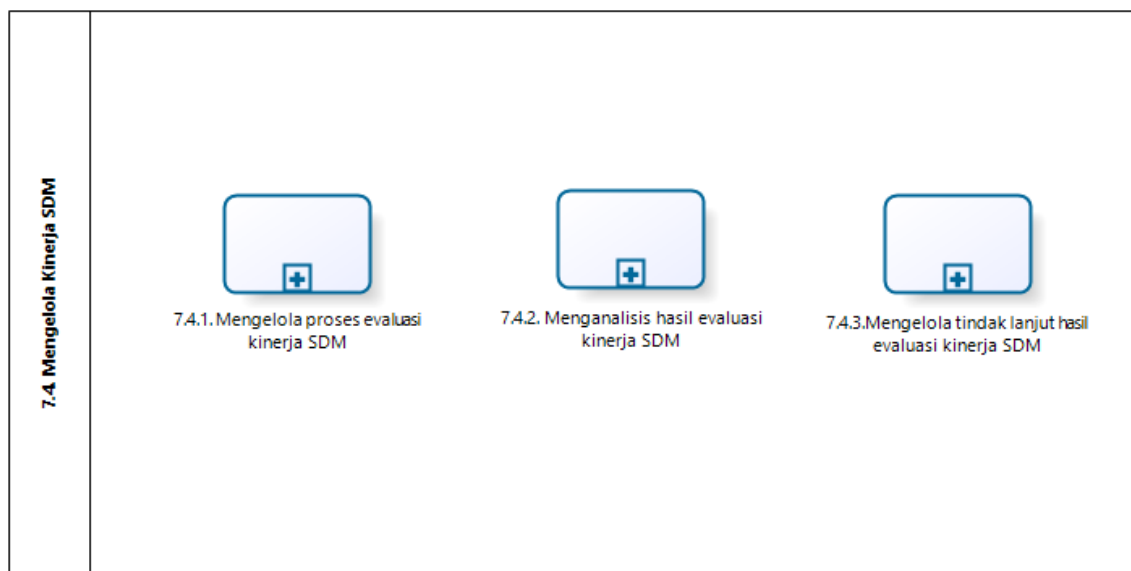 7.4. Mengelola Kinerja SDM
7.4.1. Mengelola proses evaluasi
kinerja SDM
7.4.2. Menganalisis hasil evaluasi
kinerja SDM
7.4.3.Mengelola tindak lanjut hasil
evaluasi kinerja SDM